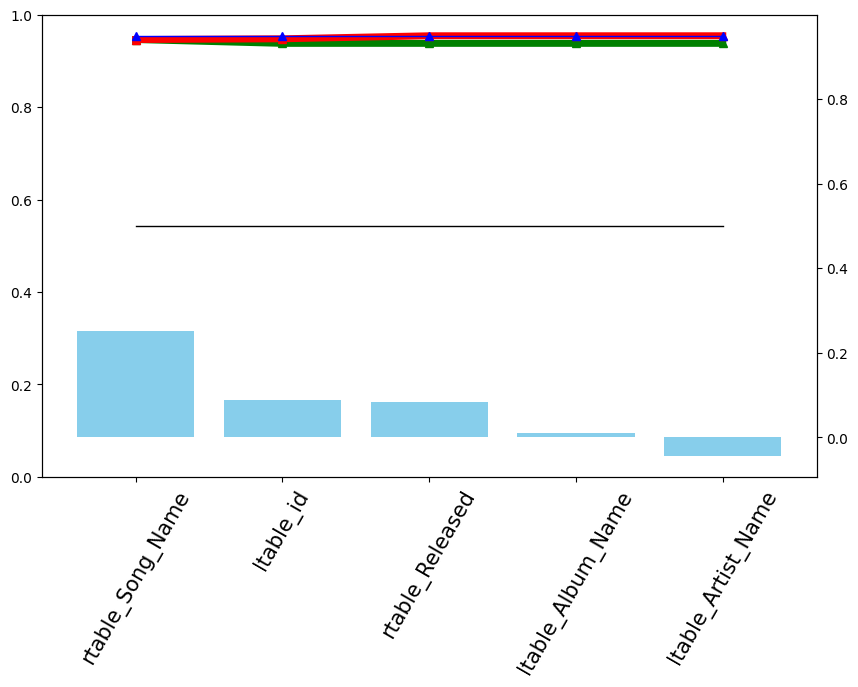 1.0
0.8
0.6
0.4
0.2
0.0
0.8
0.6
0.4
0.2
0.0
rtable_Song_Name
ltable_id
rtable_Released
ltable_Album_Name
ltable_Artist_Name